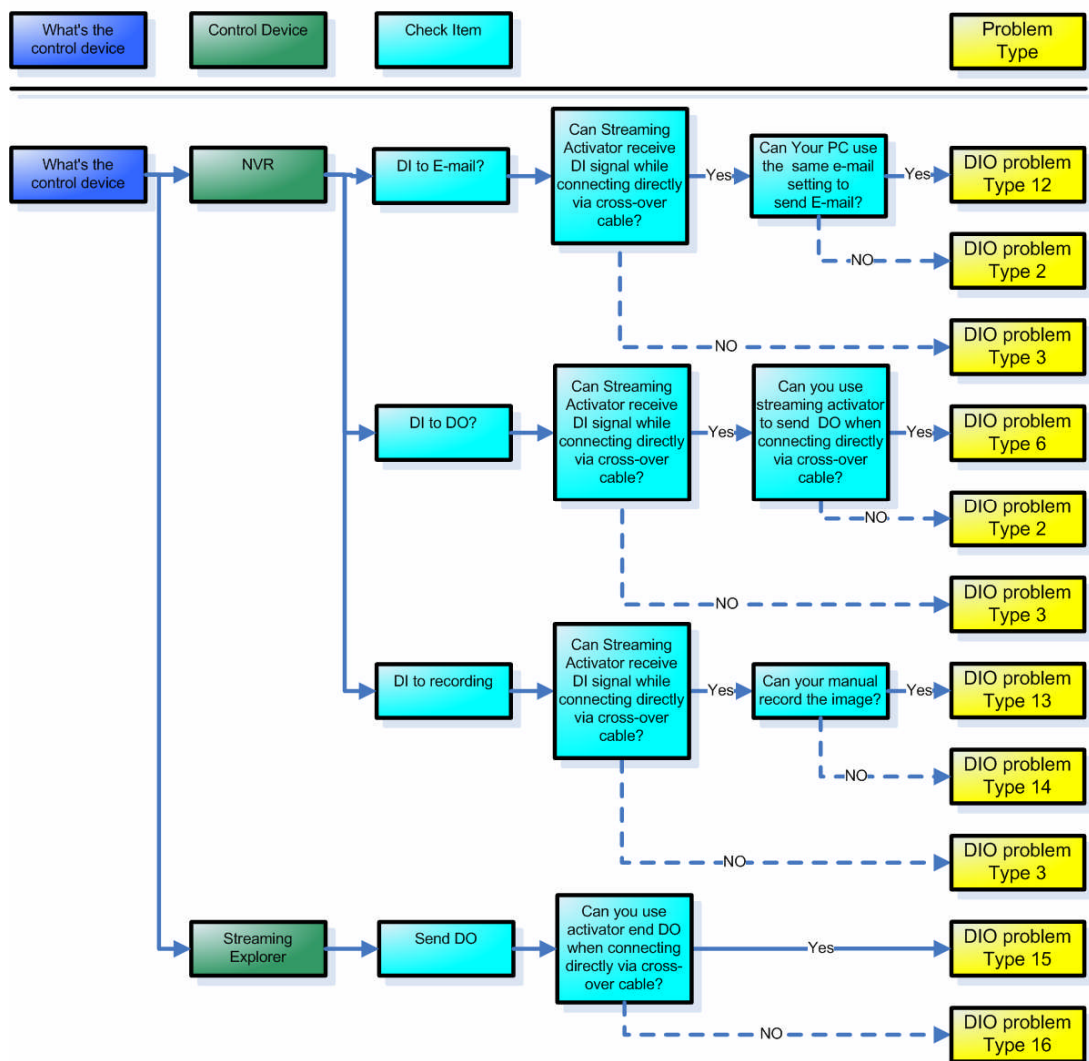 What's the
control device
Control Device
Check Item
Problem
Type
What's the
control device
NVR
DI to E-mail?
Can Streaming
Activator receive
DI signal while
connecting directly
via cross-over
cable?
Yes
Can Your PC use
the same e-mail
setting to
send E-mail?
Yes
DIO problem
Type 12
NO
DIO problem
Type 2
NO
DIO problem
Type 3
DI to DO?
Can Streaming
Activator receive
DI signal while
connecting directly
via cross-over
cable?
Yes
Can you use
streaming activator
to send DO when
connecting directly
via cross-over
cable?
Yes
DIO problem
Type 6
NO
DIO problem
Type 2
NO
DIO problem
Type 3
DI to recording
Can Streaming
Activator receive
DI signal while
connecting directly
via cross-over
cable?
Yes
Can your manual
record the image?
Yes
DIO problem
Type 13
NO
DIO problem
Type 14
NO
DIO problem
Type 3
Streaming
Explorer
Send DO
Can you use
activator end DO
when connecting
directly via cross-
over cable?
Yes
DIO problem
Type 15
NO
DIO problem
Type 16